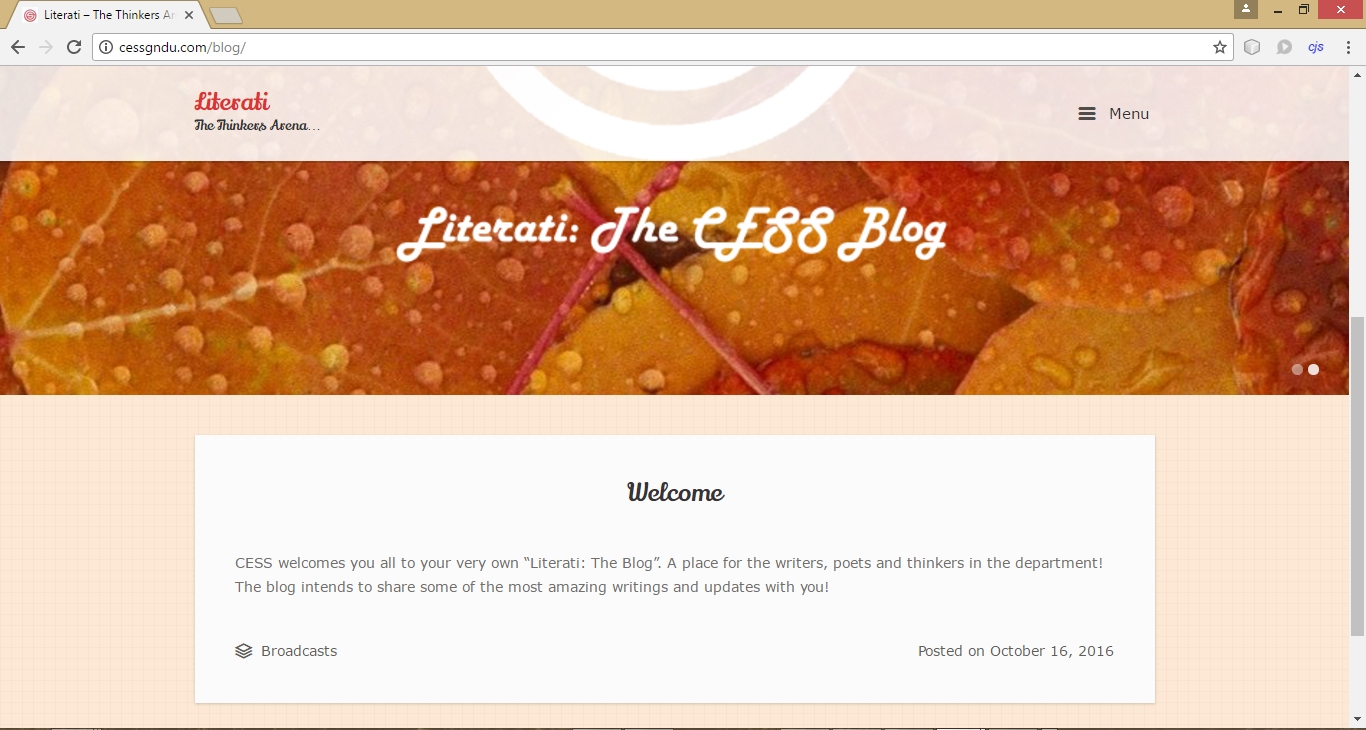 Literati – The Thinkers Ar
cessgndu.com/blog/
cjs
Literati
The Thinkers Arena...
Menu
Literati: The CESS Blog
Welcome
CESS welcomes you all to your very own “Literati: The Blog”. A place for the writers, poets and thinkers in the department!
The blog intends to share some of the most amazing writings and updates with you!
Broadcasts
Posted on October 16, 2016